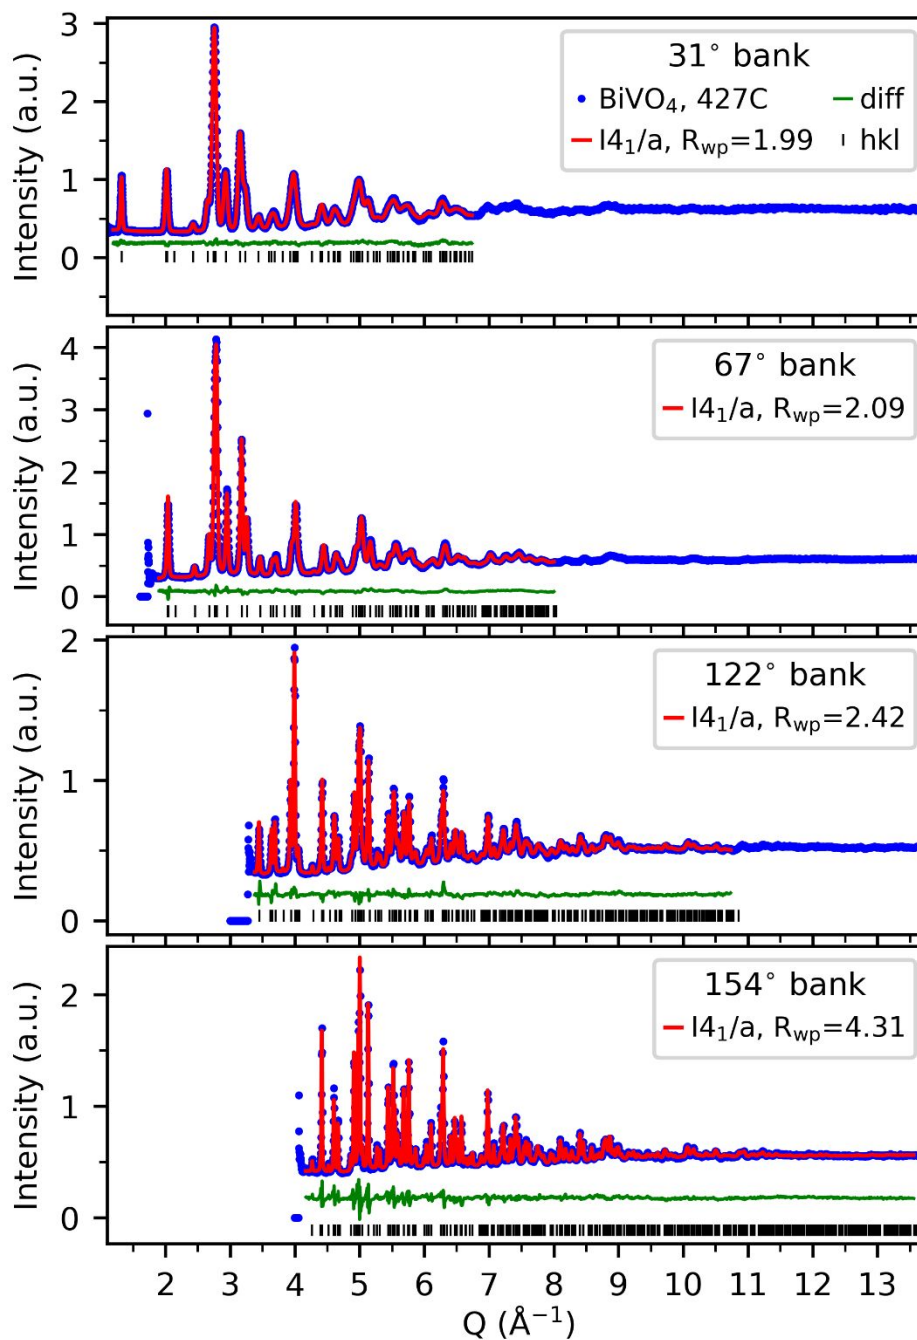 3
2
1
0
Intensity (a.u.)
31° bank
BiVO₄, 427C
diff
I4₁/a, Rwp=1.99
hkl
4
3
2
1
0
Intensity (a.u.)
67° bank
I4₁/a, Rwp=2.09
2
1
0
Intensity (a.u.)
122° bank
I4₁/a, Rwp=2.42
2
1
0
Intensity (a.u.)
154° bank
I4₁/a, Rwp=4.31
2 3 4 5 6 7 8 9 10 11 12 13
Q (Å⁻¹)